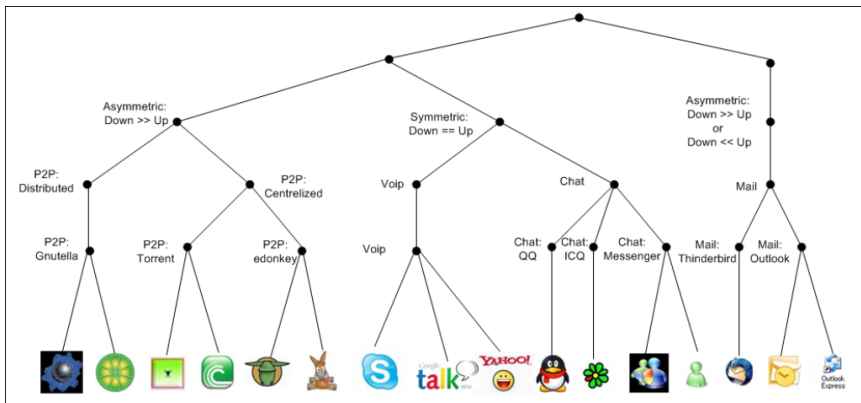 Asymmetric:
Down >> Up
Symmetric:
Down == Up
Asymmetric:
Down >> Up
or
Down << Up
P2P:
Distributed
P2P:
Centrelized
Voip
Chat
Mail
P2P:
Gnutella
P2P:
Torrent
P2P:
edonkey
Voip
Chat:
QQ
Chat:
ICQ
Chat:
Messenger
Mail:
Thinderbird
Mail:
Outlook
Google
talk
BETA
YAHOO!
Outlook
Express